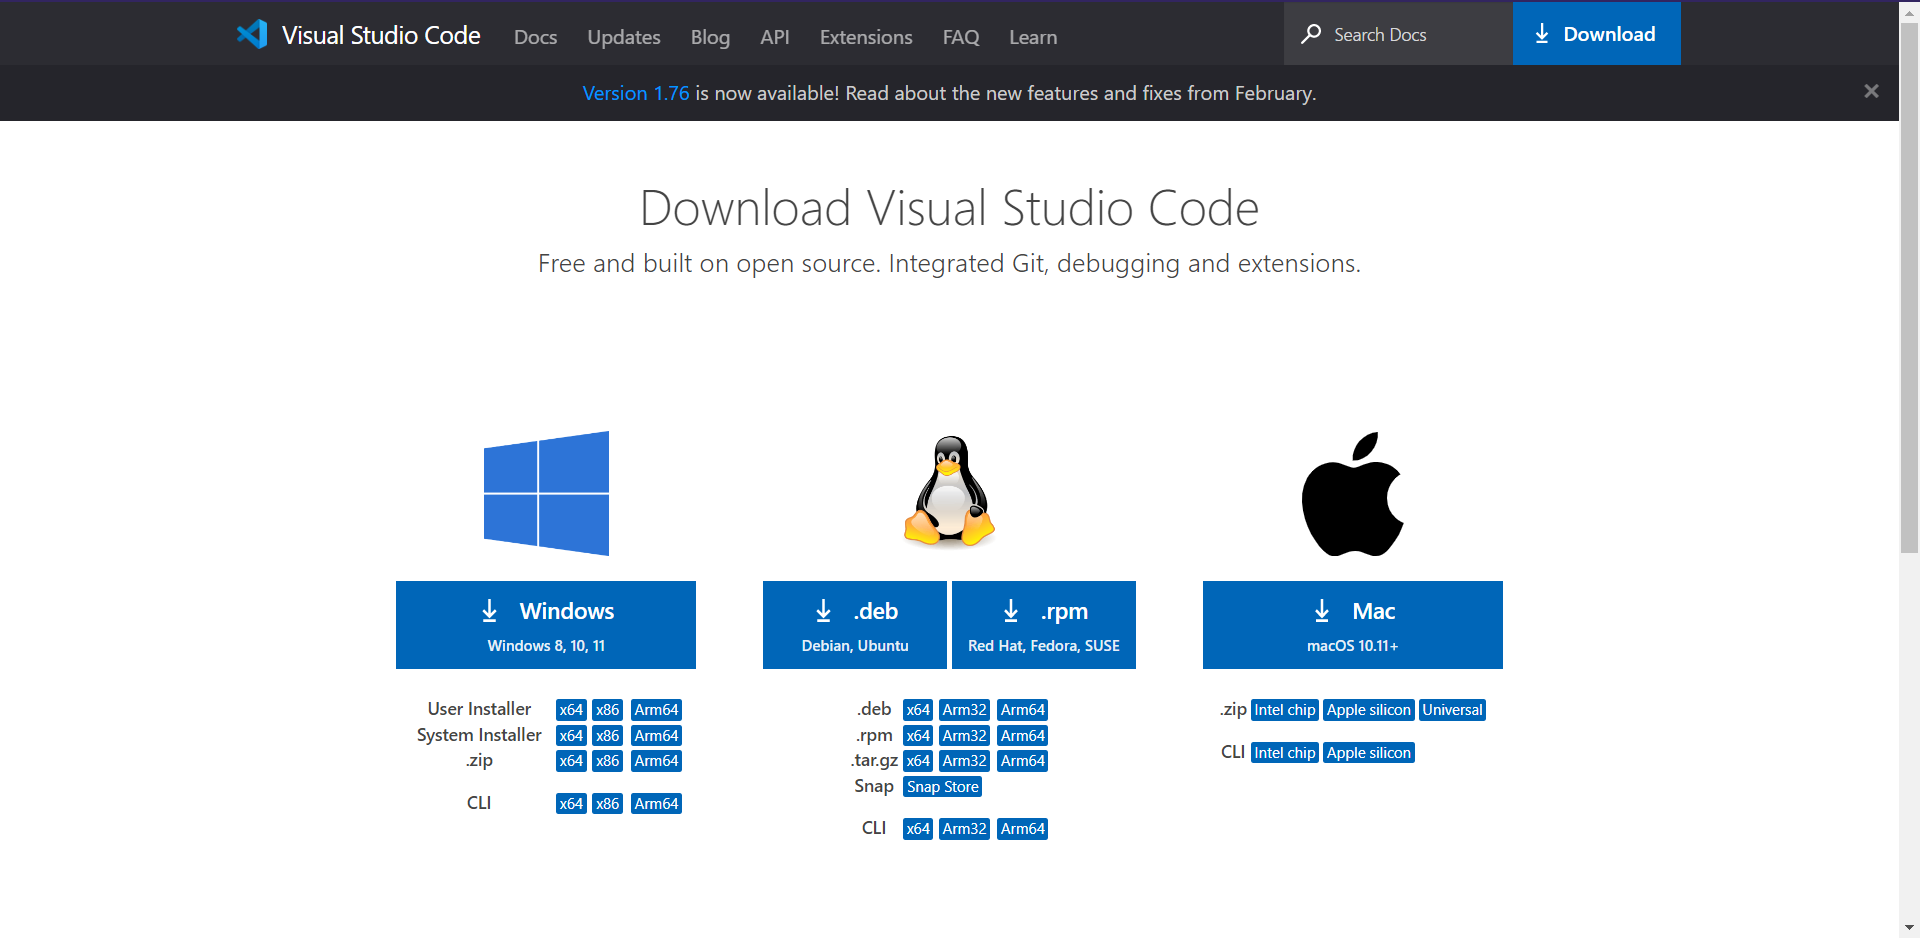 Visual Studio Code Docs Updates Blog API Extensions FAQ Learn Search Docs Download
Version 1.76 is now available! Read about the new features and fixes from February.
Download Visual Studio Code
Free and built on open source. Integrated Git, debugging and extensions.
Windows
Windows 8, 10, 11
User Installer x64 x86 Arm64
System Installer x64 x86 Arm64
.zip x64 x86 Arm64
CLI x64 x86 Arm64
.deb
Debian, Ubuntu
.rpm
Red Hat, Fedora, SUSE
.deb x64 Arm32 Arm64
.rpm x64 Arm32 Arm64
.tar.gz x64 Arm32 Arm64
Snap Snap Store
CLI x64 Arm32 Arm64
Mac
macOS 10.11+
.zip Intel chip Apple silicon Universal
CLI Intel chip Apple silicon